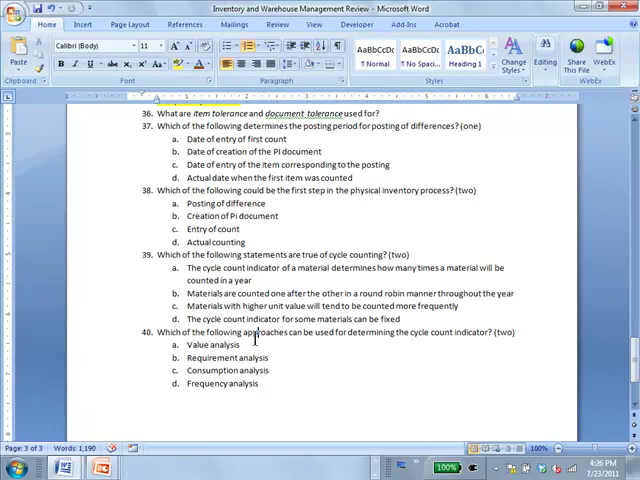 Inventory and Warehouse Management Review - Microsoft Word
Home Insert Page Layout References Mailings Review View Developer Add-Ins Acrobat
Calibri (Body) 11
AaBbCcDc AaBbCcDc AaBbC
Paste
¶ Normal ¶ No Spaci... Heading 1
Change Styles
Editing
Share This File
WebEx
Clipboard Font Paragraph Styles WebEx
36. What are item tolerance and document tolerance used for?
37. Which of the following determines the posting period for posting of differences? (one)
a. Date of entry of first count
b. Date of creation of the PI document
c. Date of entry of the item corresponding to the posting
d. Actual date when the first item was counted
38. Which of the following could be the first step in the physical inventory process? (two)
a. Posting of difference
b. Creation of Pi document
c. Entry of count
d. Actual counting
39. Which of the following statements are true of cycle counting? (two)
a. The cycle count indicator of a material determines how many times a material will be
counted in a year
b. Materials are counted one after the other in a round robin manner throughout the year
c. Materials with higher unit value will tend to be counted more frequently
d. The cycle count indicator for some materials can be fixed
40. Which of the following approaches can be used for determining the cycle count indicator? (two)
a. Value analysis
b. Requirement analysis
c. Consumption analysis
d. Frequency analysis
Page: 3 of 3 Words: 1,190 100%
100% 4:26 PM
7/23/2011